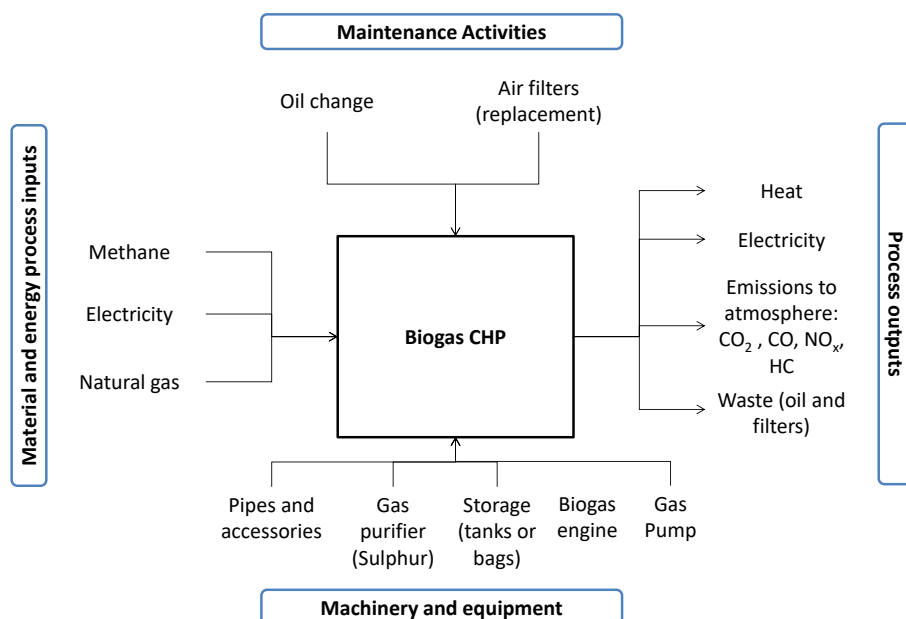 Maintenance Activities
Oil change
Air filters
(replacement)
Material and energy process inputs
Methane
Electricity
Natural gas
Biogas CHP
Heat
Electricity
Emissions to
atmosphere:
CO₂ , CO, NOₓ,
HC
Waste (oil and
filters)
Process outputs
Pipes and
accessories
Gas
purifier
(Sulphur)
Storage
(tanks or
bags)
Biogas
engine
Gas
Pump
Machinery and equipment